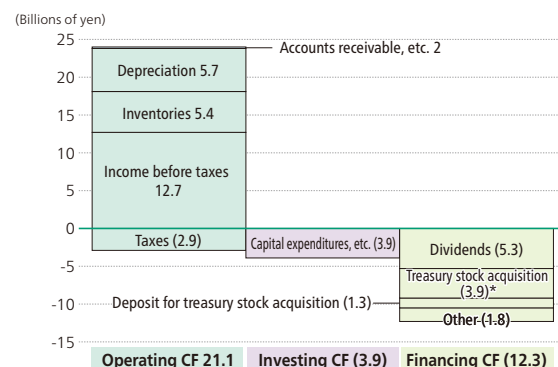 (Billions of yen)
25
20
15
10
5
0
-5
-10
-15
Accounts receivable, etc. 2
Depreciation 5.7
Inventories 5.4
Income before taxes
12.7
Taxes (2.9)
Capital expenditures, etc. (3.9)
Dividends (5.3)
Treasury stock acquisition
(3.9)*
Deposit for treasury stock acquisition (1.3)
Other (1.8)
Operating CF 21.1
Investing CF (3.9)
Financing CF (12.3)